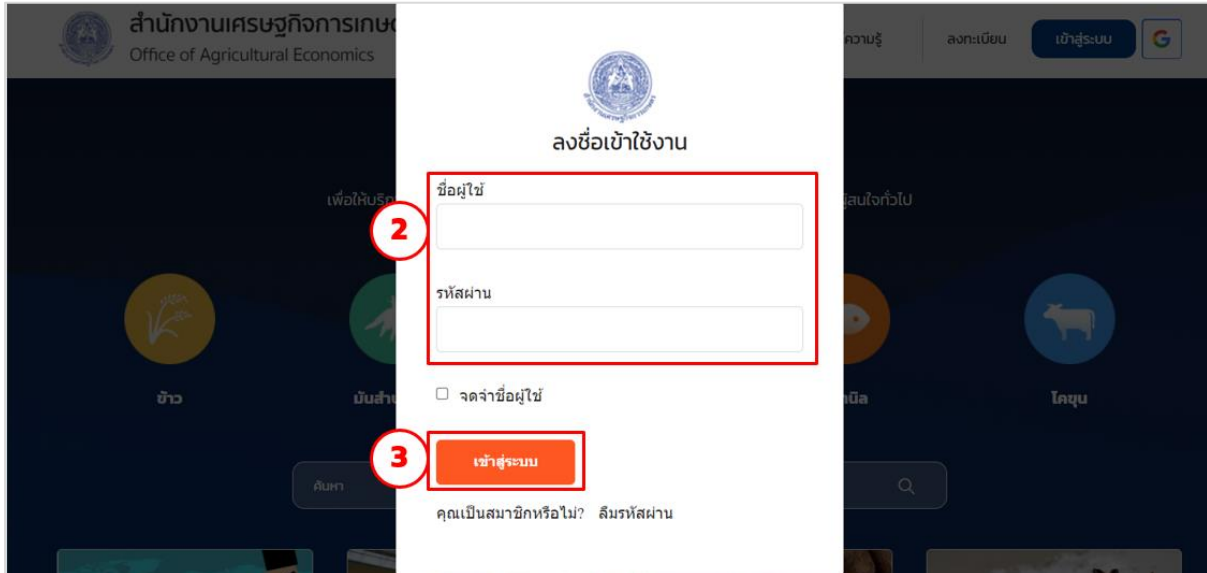 สำนักงานเศรษฐกิจการเกษต
Office of Agricultural Economics
ความรู้
ลงทะเบียน
เข้าสู่ระบบ
G
ลงชื่อเข้าใช้งาน
ชื่อผู้ใช้
เพื่อให้บริก
ผู้สนใจทั่วไป
2
รหัสผ่าน
จดจำชื่อผู้ใช้
ข้าว
มันสำป
านิล
โคขุน
3
เข้าสู่ระบบ
ค้นหา
คุณเป็นสมาชิกหรือไม่? ลืมรหัสผ่าน